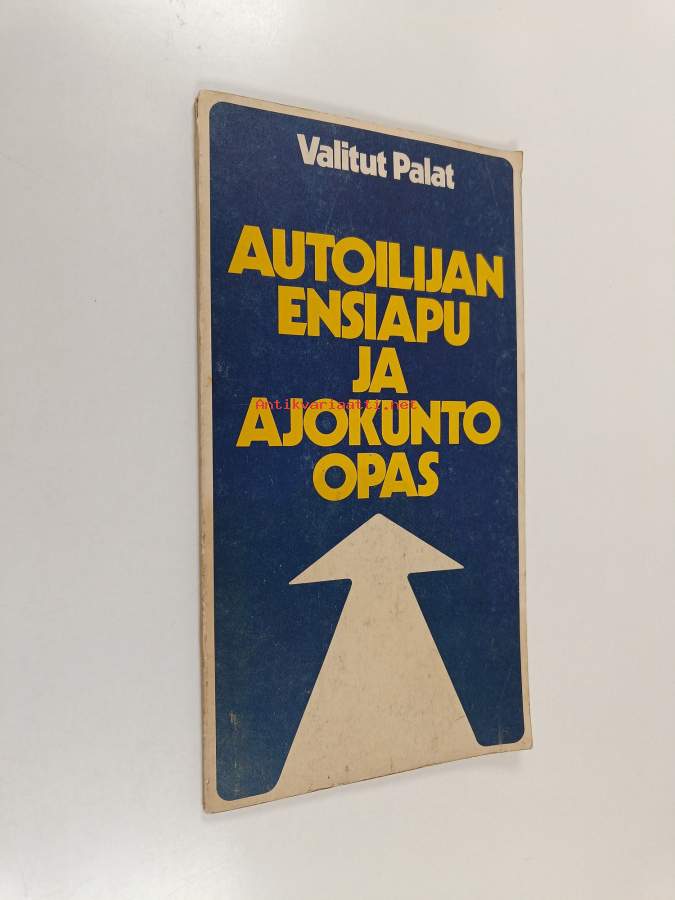 Valitut Palat
AUTOILIJAN
ENSIAPU
JA
Antikvariaatti.net
AJOKUNTO
OPAS